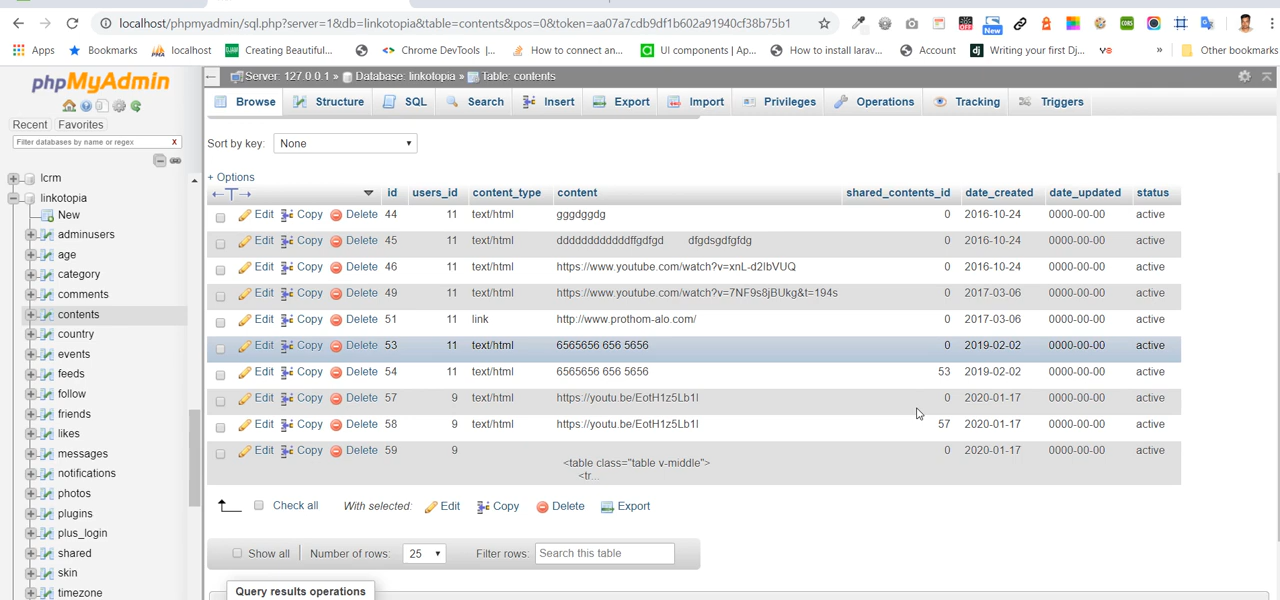 localhost/phpmyadmin/sql.php?server=1&db=linkotopia&table=contents&pos=0&token=aa07a7cdb9df1b602a91940cf38b75b1
New
CORS
Apps Bookmarks localhost Creating Beautiful... Chrome DevTools |... How to connect an... UI components | Ap... How to install larav... Account Writing your first Dj... » Other bookmarks
phpMyAdmin
Recent Favorites
Filter databases by name or regex X
lcrm
linkotopia
New
adminusers
age
category
comments
contents
country
events
feeds
follow
friends
likes
messages
notifications
photos
plugins
plus_login
shared
skin
timezone
Server: 127.0.0.1 » Database: linkotopia » Table: contents
Browse Structure SQL Search Insert Export Import Privileges Operations Tracking Triggers
Sort by key: None
+ Options
←T→ id users_id content_type content shared_contents_id date_created date_updated status
Edit Copy Delete 44 11 text/html gggdggdg 0 2016-10-24 0000-00-00 active
Edit Copy Delete 45 11 text/html ddddddddddddffgdfgd dfgdsgdfgfdg 0 2016-10-24 0000-00-00 active
Edit Copy Delete 46 11 text/html https://www.youtube.com/watch?v=xnL-d2lbVUQ 0 2016-10-24 0000-00-00 active
Edit Copy Delete 49 11 text/html https://www.youtube.com/watch?v=7NF9s8jBUkg&t=194s 0 2017-03-06 0000-00-00 active
Edit Copy Delete 51 11 link http://www.prothom-alo.com/ 0 2017-03-06 0000-00-00 active
Edit Copy Delete 53 11 text/html 6565656 656 5656 0 2019-02-02 0000-00-00 active
Edit Copy Delete 54 11 text/html 6565656 656 5656 53 2019-02-02 0000-00-00 active
Edit Copy Delete 57 9 text/html https://youtu.be/EotH1z5Lb1I 0 2020-01-17 0000-00-00 active
Edit Copy Delete 58 9 text/html https://youtu.be/EotH1z5Lb1I 57 2020-01-17 0000-00-00 active
Edit Copy Delete 59 9 0 2020-01-17 0000-00-00 active
<table class="table v-middle">
<tr...
Check all With selected: Edit Copy Delete Export
Show all Number of rows: 25 Filter rows: Search this table
Query results operations